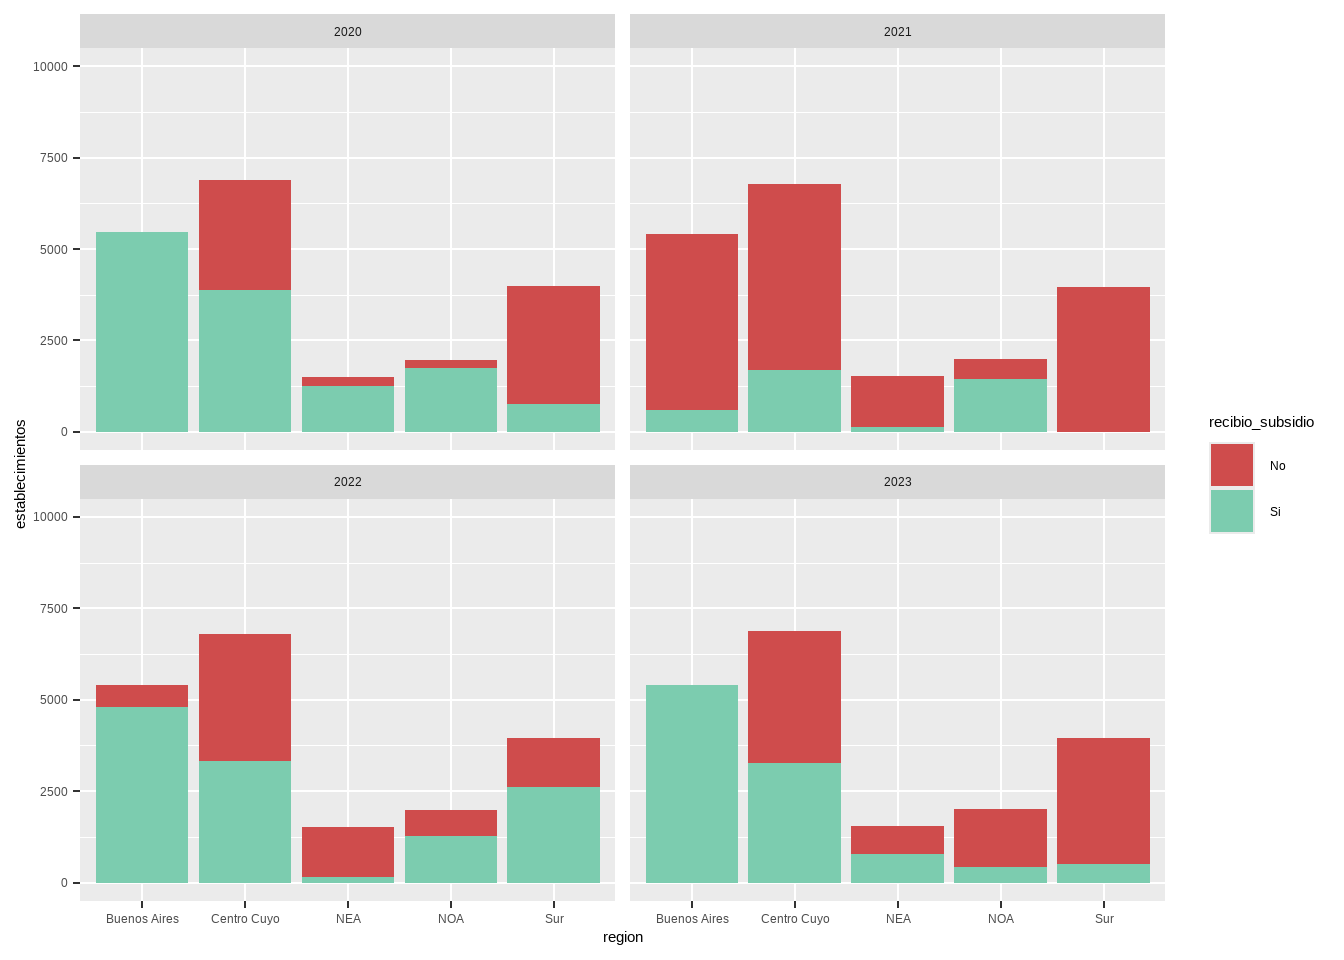 2020
2021
10000
7500
5000
2500
0
2022
2023
10000
7500
5000
2500
0
Buenos Aires
Centro Cuyo
NEA
NOA
Sur
Buenos Aires
Centro Cuyo
NEA
NOA
Sur
region
establecimientos
recibio_subsidio
No
Si